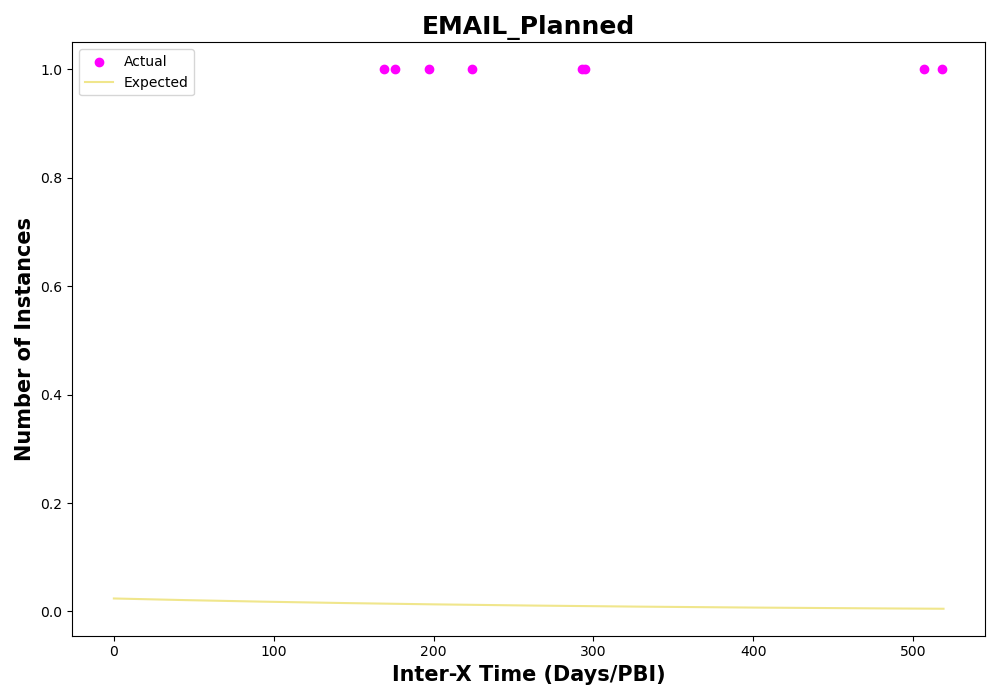 EMAIL_Planned
Actual
Expected
1.0
0.8
0.6
0.4
0.2
0.0
Number of Instances
0
100
200
300
400
500
Inter-X Time (Days/PBI)